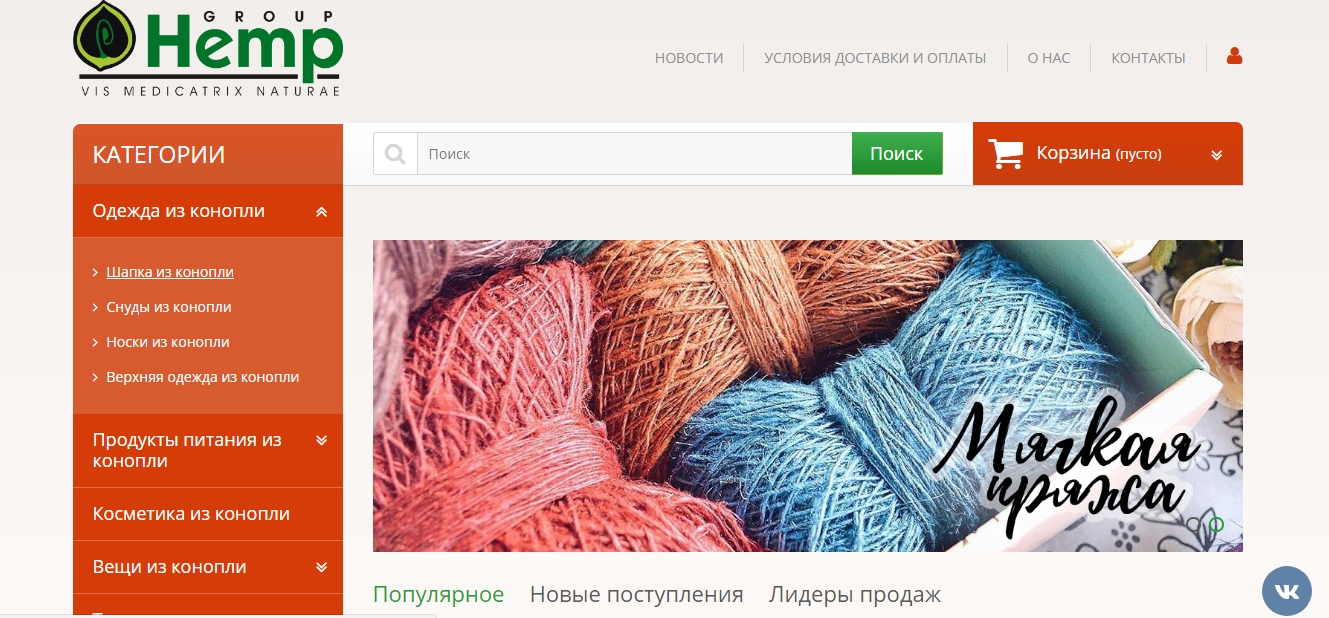 GROUP
Hemp
VIS MEDICATRIX NATURAE
НОВОСТИ
УСЛОВИЯ ДОСТАВКИ И ОПЛАТЫ
О НАС
КОНТАКТЫ
КАТЕГОРИИ
Поиск
Поиск
Корзина (пусто)
Одежда из конопли
Шапка из конопли
Снуды из конопли
Носки из конопли
Верхняя одежда из конопли
Продукты питания из
конопли
Косметика из конопли
Вещи из конопли
Мягкая
пряжа
Популярное
Новые поступления
Лидеры продаж